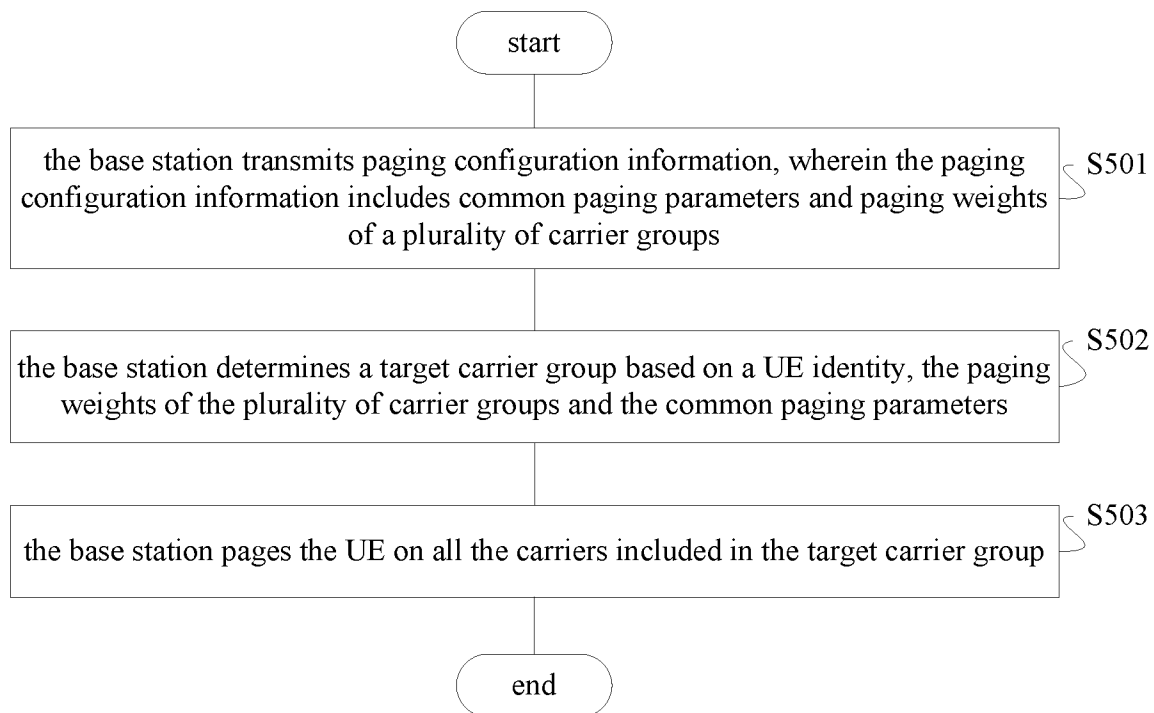 start
the base station transmits paging configuration information, wherein the paging
configuration information includes common paging parameters and paging weights
of a plurality of carrier groups
S501
the base station determines a target carrier group based on a UE identity, the paging
weights of the plurality of carrier groups and the common paging parameters
S502
the base station pages the UE on all the carriers included in the target carrier group
S503
end